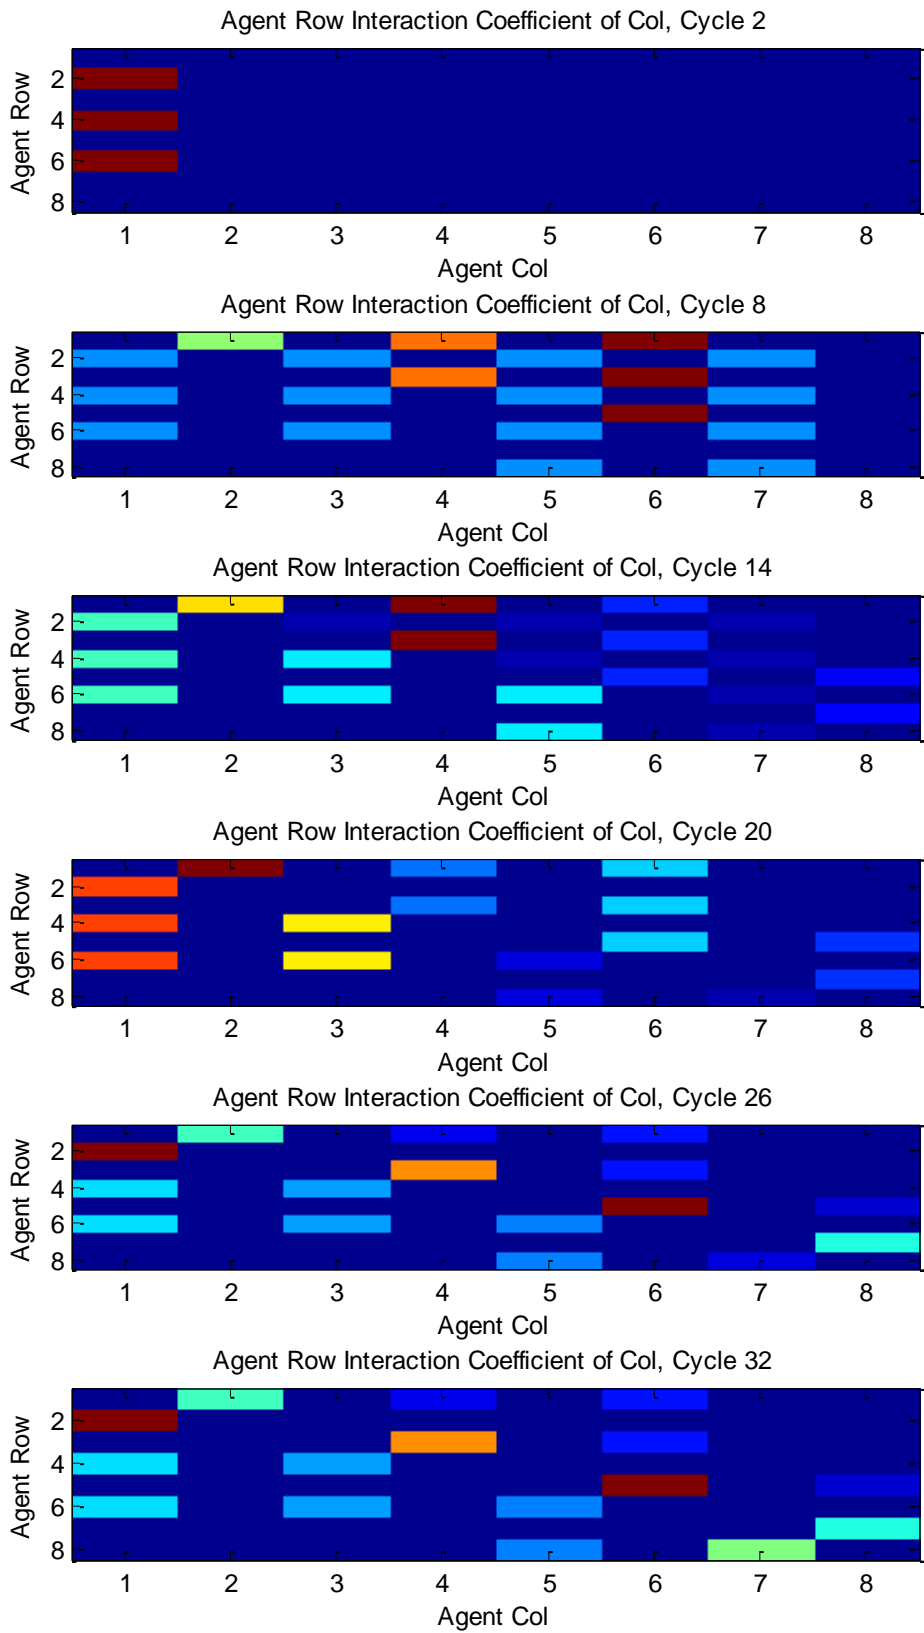 Agent Row Interaction Coefficient of Col, Cycle 2
Agent Row
2
4
6
8
1 2 3 4 5 6 7 8
Agent Col
Agent Row Interaction Coefficient of Col, Cycle 8
Agent Row
2
4
6
8
1 2 3 4 5 6 7 8
Agent Col
Agent Row Interaction Coefficient of Col, Cycle 14
Agent Row
2
4
6
8
1 2 3 4 5 6 7 8
Agent Col
Agent Row Interaction Coefficient of Col, Cycle 20
Agent Row
2
4
6
8
1 2 3 4 5 6 7 8
Agent Col
Agent Row Interaction Coefficient of Col, Cycle 26
Agent Row
2
4
6
8
1 2 3 4 5 6 7 8
Agent Col
Agent Row Interaction Coefficient of Col, Cycle 32
Agent Row
2
4
6
8
1 2 3 4 5 6 7 8
Agent Col